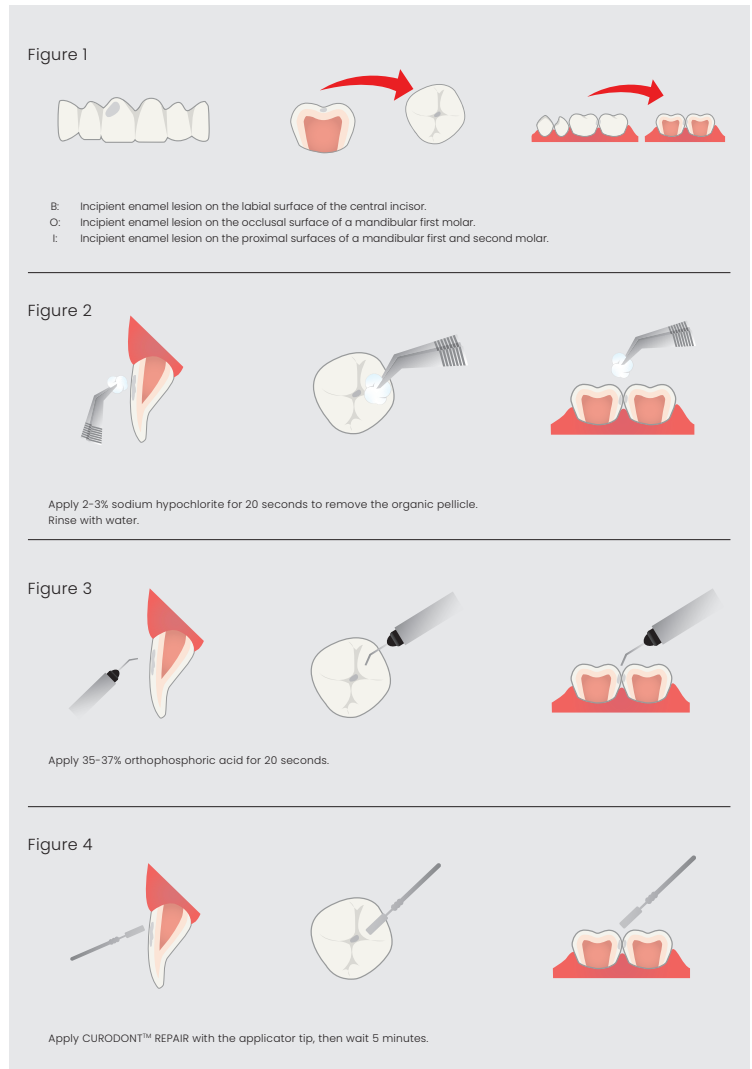 Figure 1
B: Incipient enamel lesion on the labial surface of the central incisor.
O: Incipient enamel lesion on the occlusal surface of a mandibular first molar.
I: Incipient enamel lesion on the proximal surfaces of a mandibular first and second molar.
Figure 2
Apply 2-3% sodium hypochlorite for 20 seconds to remove the organic pellicle.
Rinse with water.
Figure 3
Apply 35-37% orthophosphoric acid for 20 seconds.
Figure 4
Apply CURODONT™ REPAIR with the applicator tip, then wait 5 minutes.